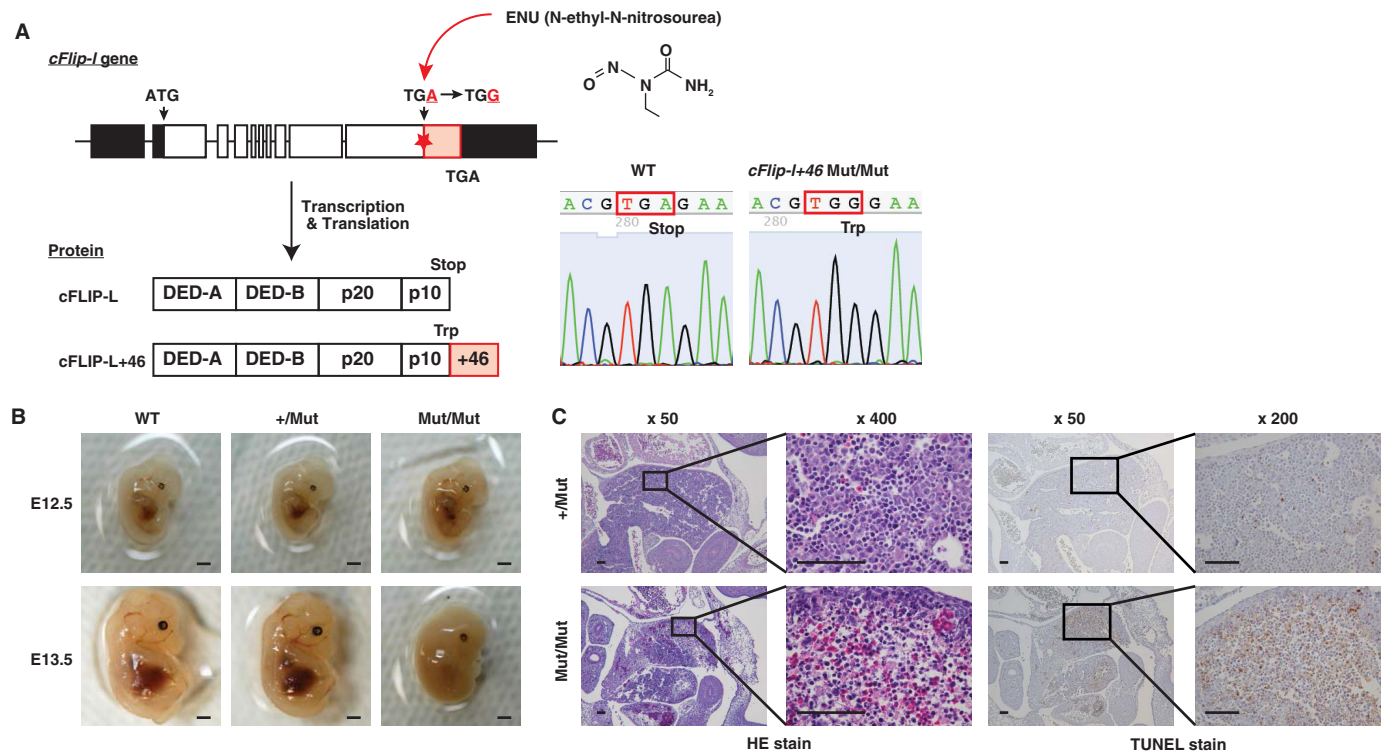 A
ENU (N-ethyl-N-nitrosourea)
cFlip-l gene
O
N
N
O
NH2
ATG
TGA → TGG
TGA
Transcription
& Translation
WT
cFlip-l+46 Mut/Mut
A C G T G A G A A
280
Stop
A C G T G G G A A
280
Trp
Protein
Stop
cFLIP-L
DED-A DED-B p20 p10
Trp
cFLIP-L+46
DED-A DED-B p20 p10 +46
B
WT +/Mut Mut/Mut
E12.5
E13.5
C
x 50 x 400 x 50 x 200
+/Mut
Mut/Mut
HE stain TUNEL stain